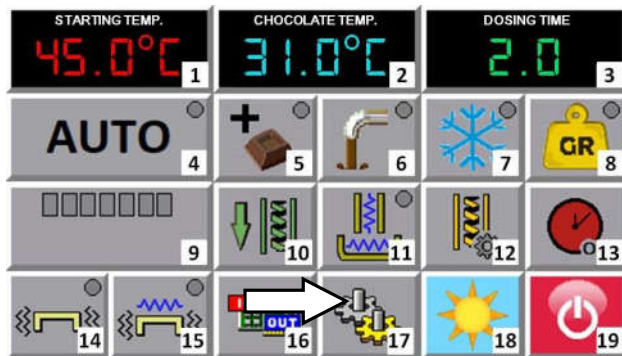 STARTING TEMP. CHOCOLATE TEMP. DOSING TIME
45.0°C 1 31.0°C 2 2.0 3
AUTO 4 + 5 6 7 GR 8
9 10 11 12 13
14 15 OUT 16 17 18 19